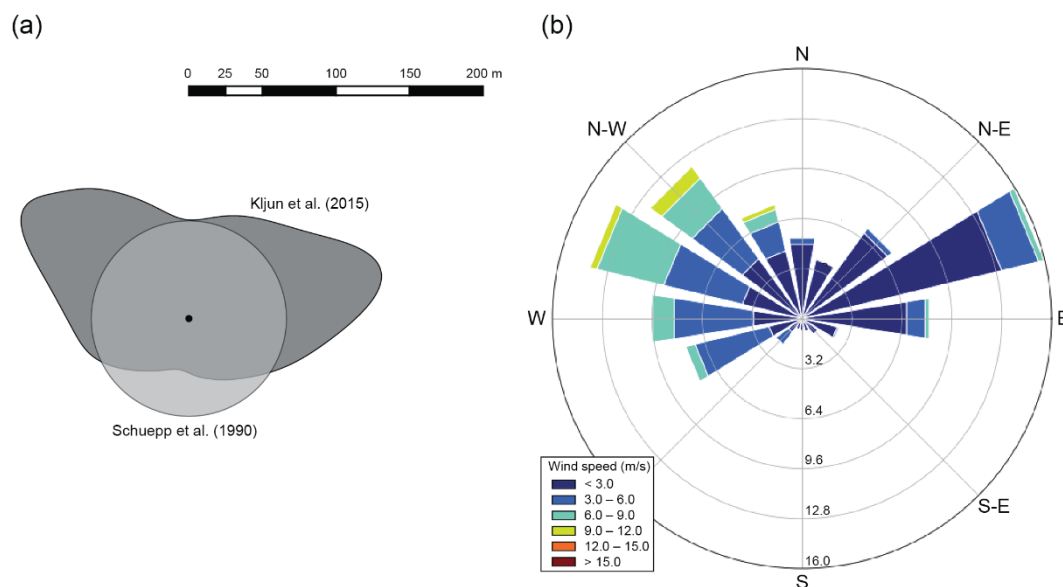 (a)
0 25 50 100 150 200 m
Kljun et al. (2015)
Schuepp et al. (1990)
(b)
N
N-W
N-E
W
E
3.2
6.4
9.6
12.8
16.0
S-E
S
Wind speed (m/s)
< 3.0
3.0 – 6.0
6.0 – 9.0
9.0 – 12.0
12.0 – 15.0
> 15.0